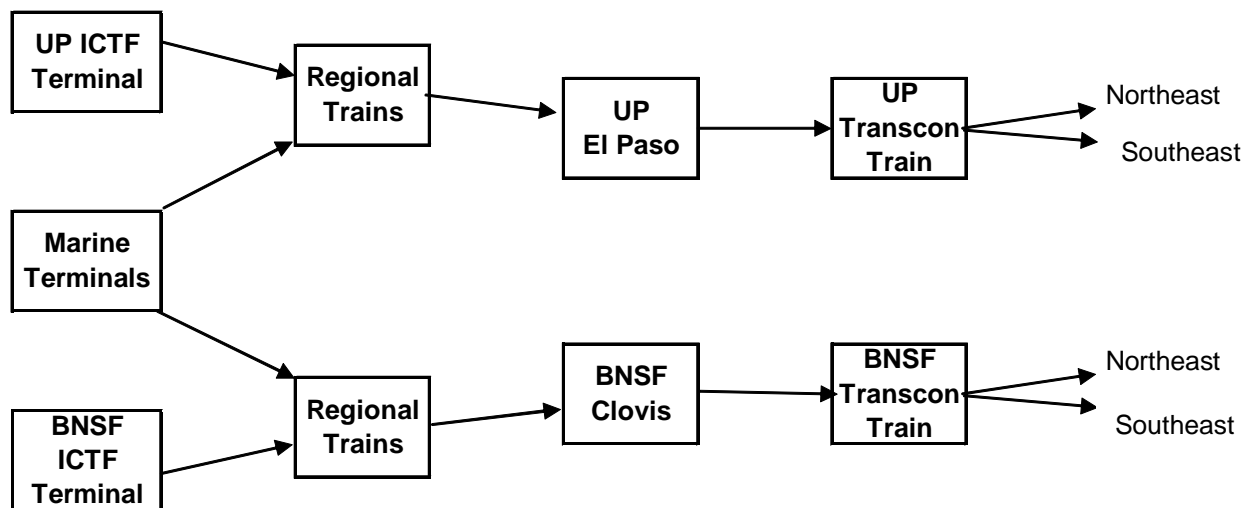 UP ICTF
Terminal
Regional
Trains
UP
El Paso
UP
Transcon
Train
Northeast
Southeast
Marine
Terminals
BNSF
ICTF
Terminal
Regional
Trains
BNSF
Clovis
BNSF
Transcon
Train
Northeast
Southeast